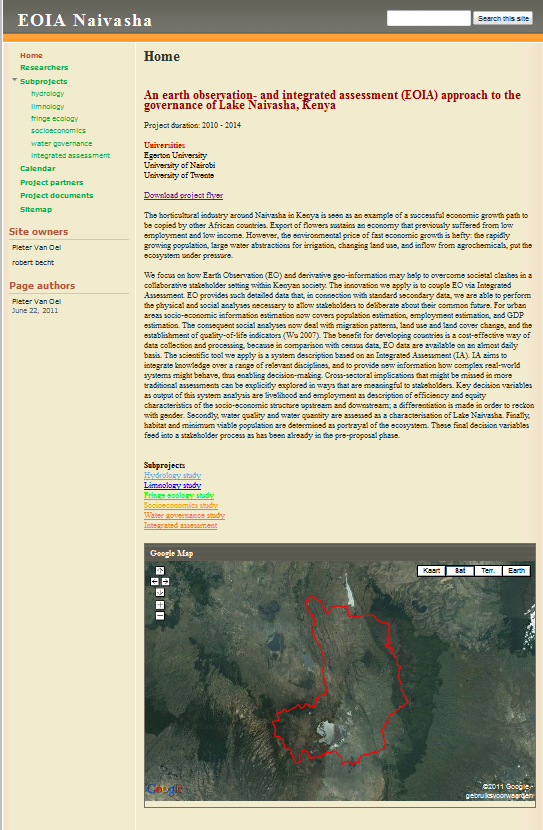 EOIA Naivasha
Search this site
Home
Researchers
Subprojects
hydrology
limnology
fringe ecology
socioeconomics
water governance
integrated assessment
Calendar
Project partners
Project documents
Sitemap
Site owners
Pieter Van Oel
robert becht
Page authors
Pieter Van Oel
June 22, 2011
Home
An earth observation- and integrated assessment (EOIA) approach to the
governance of Lake Naivasha, Kenya
Project duration: 2010 - 2014
Universities
Egerton University
University of Nairobi
University of Twente
Download project flyer
The horticultural industry around Naivasha in Kenya is seen as an example of a successful economic growth path to
be copied by other African countries. Export of flowers sustains an economy that previously suffered from low
employment and low income. However, the environmental price of fast economic growth is hefty: the rapidly
growing population, large water abstractions for irrigation, changing land use, and inflow from agrochemicals, put the
ecosystem under pressure.
We focus on how Earth Observation (EO) and derivative geo-information may help to overcome societal clashes in a
collaborative stakeholder setting within Kenyan society. The innovation we apply is to couple EO via Integrated
Assessment. EO provides such detailed data that, in connection with standard secondary data, we are able to perform
the physical and social analyses necessary to allow stakeholders to deliberate about their common future. For urban
areas socio-economic information estimation now covers population estimation, employment estimation, and GDP
estimation. The consequent social analyses now deal with migration patterns, land use and land cover change, and the
establishment of quality-of-life indicators (Wu 2007). The benefit for developing countries is a cost-effective way of
data collection and processing, because in comparison with census data, EO data are available on an almost daily
basis. The scientific tool we apply is a system description based on an Integrated Assessment (IA). IA aims to
integrate knowledge over a range of relevant disciplines, and to provide new information how complex real-world
systems might behave, thus enabling decision-making. Cross-sectoral implications that might be missed in more
traditional assessments can be explicitly explored in ways that are meaningful to stakeholders. Key decision variables
as output of this system analysis are livelihood and employment as description of efficiency and equity
characteristics of the socio-economic structure upstream and downstream; a differentiation is made in order to reckon
with gender. Secondly, water quality and water quantity are assessed as a characterisation of Lake Naivasha. Finally,
habitat and minimum viable population are determined as portrayal of the ecosystem. These final decision variables
feed into a stakeholder process as has been already in the pre-proposal phase.
Subprojects
Hydrology study
Limnology study
Fringe ecology study
Socioeconomics study
Water governance study
Integrated assessment
Google Map
Kaart Sat Terr. Earth
Google
©2011 Google -
gebruiksvoorwaarden